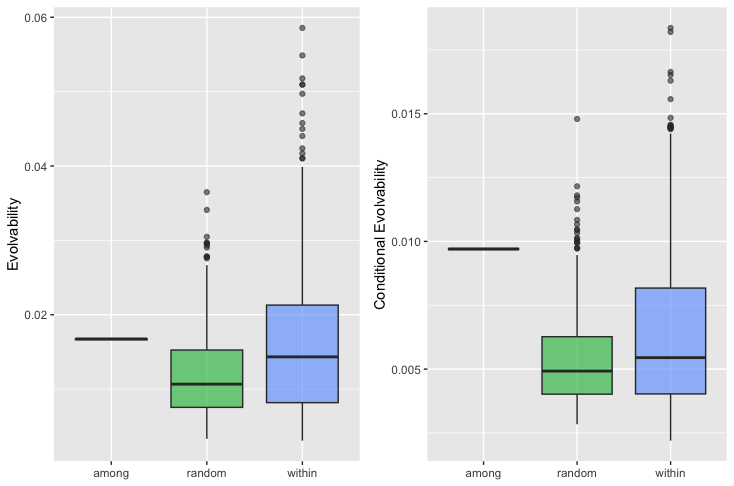 Evolvability
0.06
0.04
0.02
among
random
within
Conditional Evolvability
0.015
0.010
0.005
among
random
within